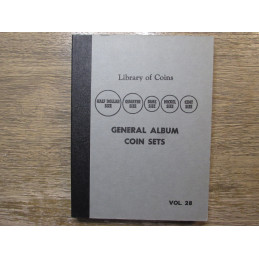 Library of Coins
HALF DOLLAR SIZE QUARTER SIZE DIME SIZE NICKEL SIZE CENT SIZE
GENERAL ALBUM
COIN SETS
VOL. 28